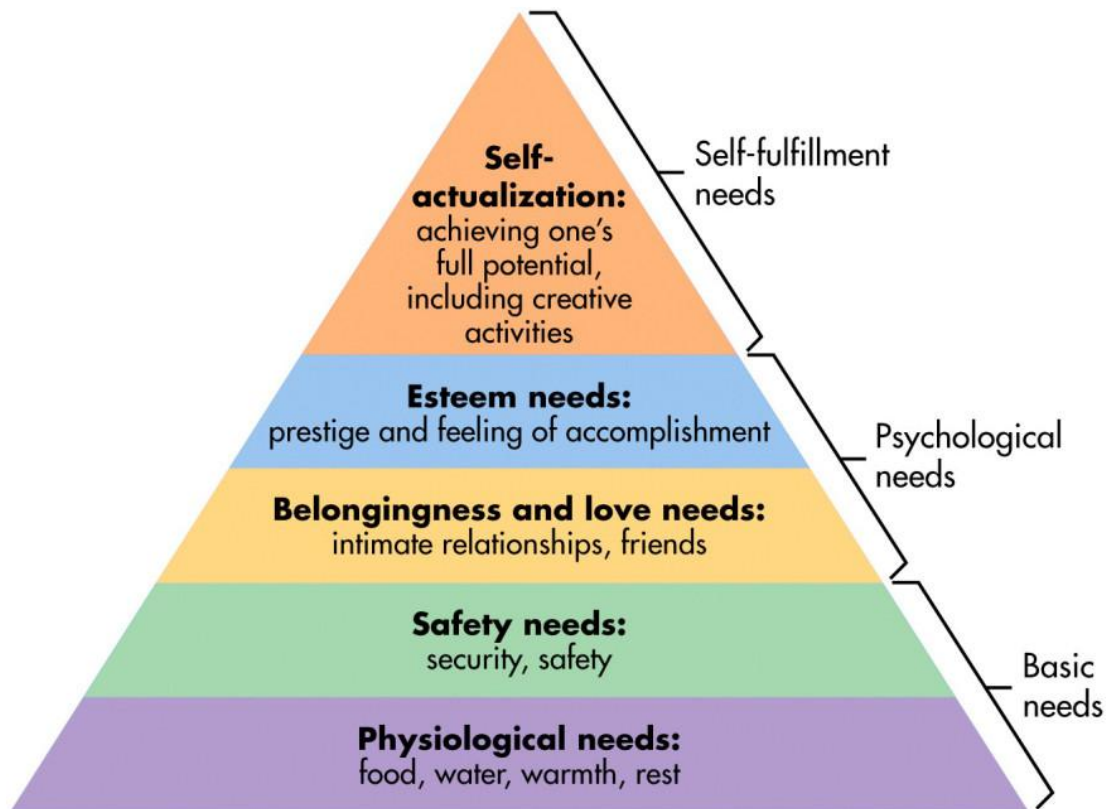 Self-
actualization:
achieving one's
full potential,
including creative
activities
Self-fulfillment
needs
Esteem needs:
prestige and feeling of accomplishment
Psychological
needs
Belongingness and love needs:
intimate relationships, friends
Safety needs:
security, safety
Basic
needs
Physiological needs:
food, water, warmth, rest